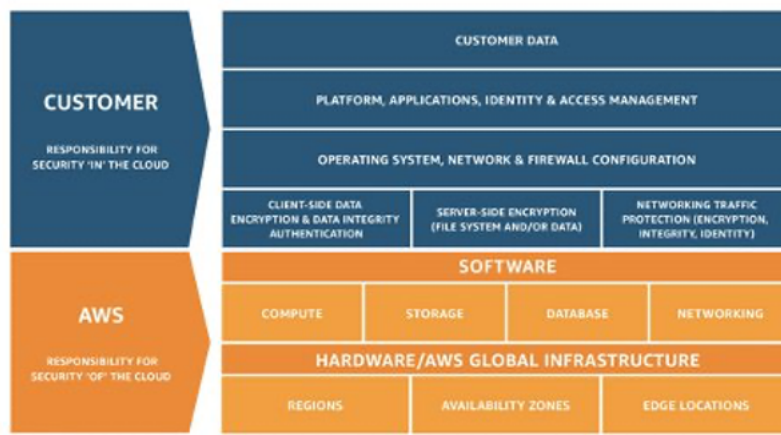 CUSTOMER
RESPONSIBILITY FOR
SECURITY 'IN' THE CLOUD
CUSTOMER DATA
PLATFORM, APPLICATIONS, IDENTITY & ACCESS MANAGEMENT
OPERATING SYSTEM, NETWORK & FIREWALL CONFIGURATION
CLIENT-SIDE DATA
ENCRYPTION & DATA INTEGRITY
AUTHENTICATION
SERVER-SIDE ENCRYPTION
(FILE SYSTEM AND/OR DATA)
NETWORKING TRAFFIC
PROTECTION (ENCRYPTION,
INTEGRITY, IDENTITY)
AWS
RESPONSIBILITY FOR
SECURITY 'OF' THE CLOUD
SOFTWARE
COMPUTE
STORAGE
DATABASE
NETWORKING
HARDWARE/AWS GLOBAL INFRASTRUCTURE
REGIONS
AVAILABILITY ZONES
EDGE LOCATIONS